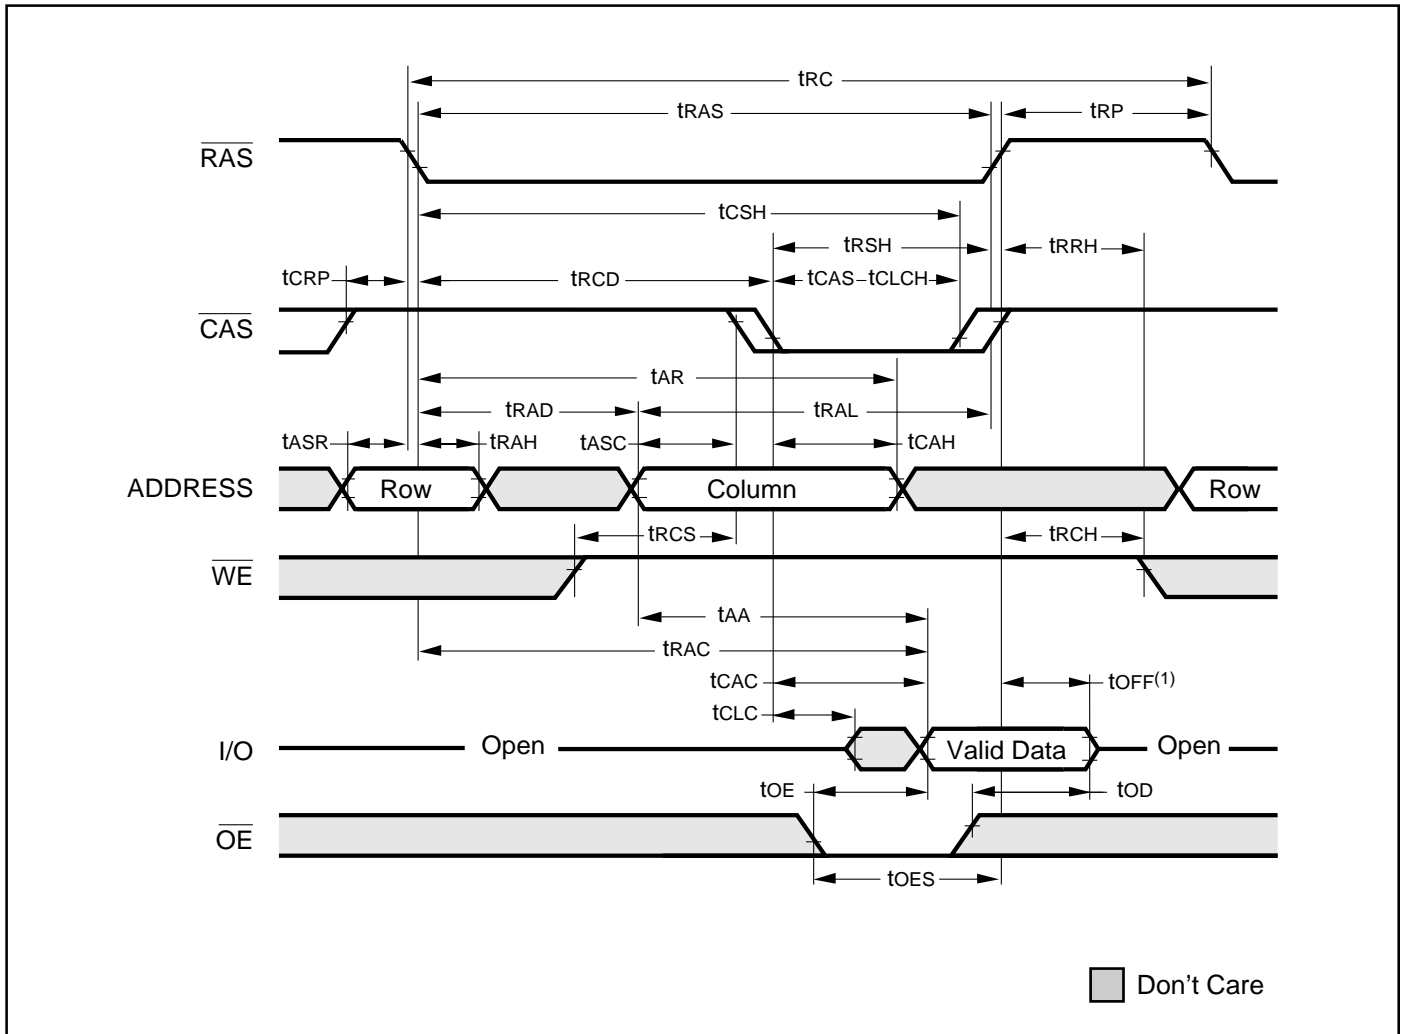 tRC
tRAS
tRP
RAS
tCSH
tRSH
tRRH
tCRP
tRCD
tCAS
tCLCH
CAS
tAR
tRAD
tRAL
tASR
tRAH
tASC
tCAH
ADDRESS
Row
Column
Row
tRCS
tRCH
WE
tAA
tRAC
tCAC
tOFF(1)
tCLC
I/O
Open
Valid Data
Open
tOE
tOD
OE
tOES
Don't Care